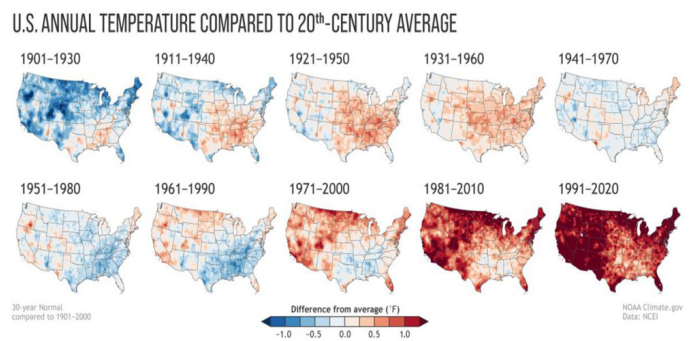 U.S. ANNUAL TEMPERATURE COMPARED TO 20th-CENTURY AVERAGE
1901–1930
1911–1940
1921–1950
1931–1960
1941–1970
1951–1980
1961–1990
1971–2000
1981–2010
1991–2020
30-year Normal
compared to 1901–2000
Difference from average (°F)
-1.0 -0.5 0.0 0.5 1.0
NOAA Climate.gov
Data: NCEI